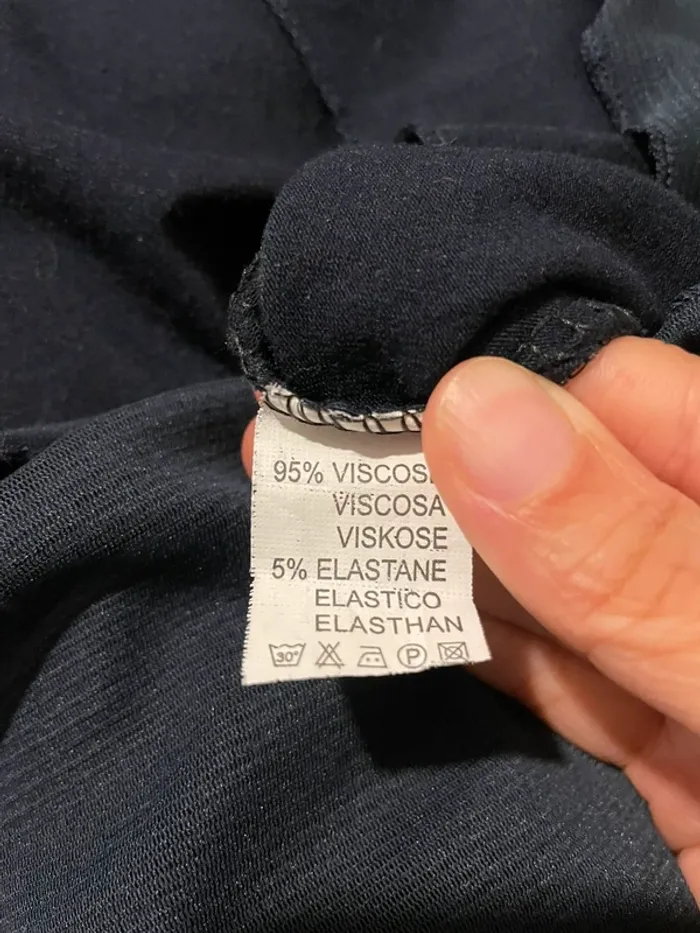 95% VISCOSE
VISCOSA
VISKOSE
5% ELASTANE
ELASTICO
ELASTHAN
30° P